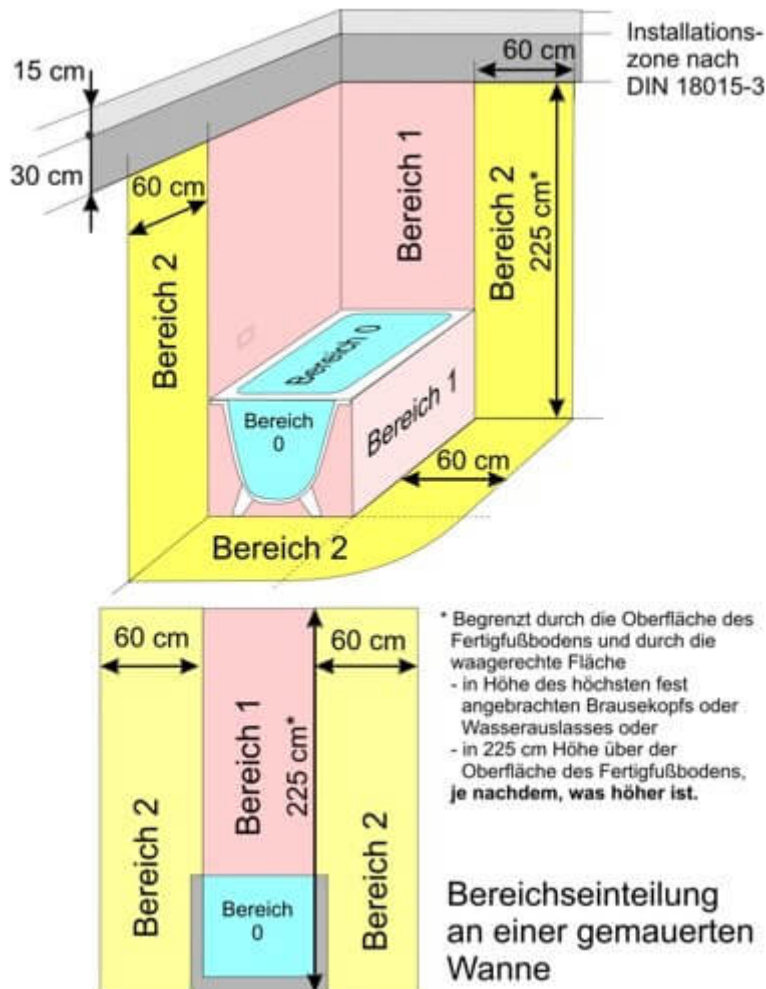 Installations-
zone nach
DIN 18015-3
15 cm
30 cm
60 cm
60 cm
Bereich 2
Bereich 1
Bereich 2
225 cm*
Bereich 0
Bereich
0
Bereich 1
60 cm
Bereich 2
60 cm
60 cm
Bereich 2
Bereich 1
225 cm*
Bereich 2
Bereich
0
* Begrenzt durch die Oberfläche des
Fertigfußbodens und durch die
waagerechte Fläche
- in Höhe des höchsten fest
angebrachten Brausekopfs oder
Wasserauslasses oder
- in 225 cm Höhe über der
Oberfläche des Fertigfußbodens,
je nachdem, was höher ist.
Bereichseinteilung
an einer gemauerten
Wanne